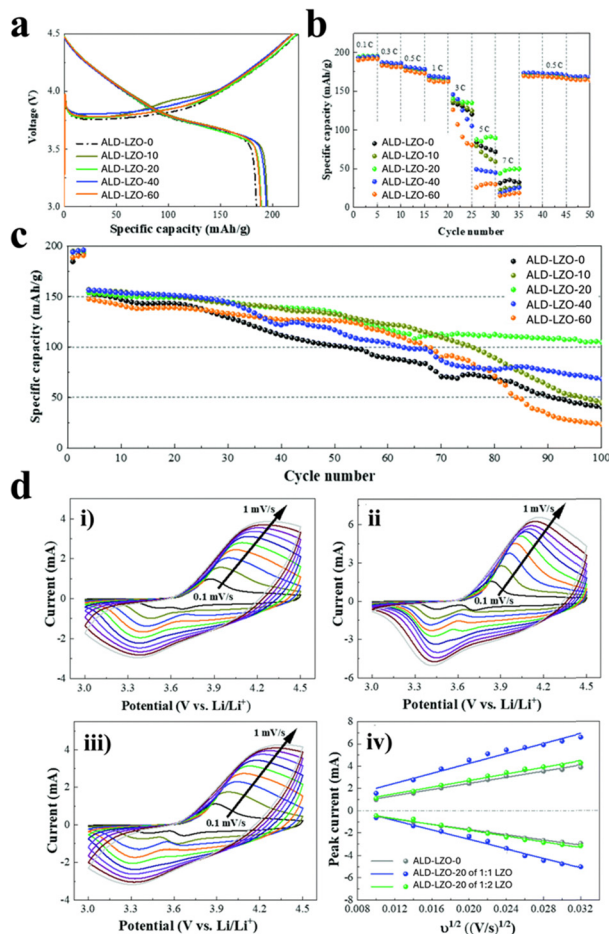 a
4.5
4.0
3.5
3.0
Voltage (V)
ALD-LZO-0
ALD-LZO-10
ALD-LZO-20
ALD-LZO-40
ALD-LZO-60
0 50 100 150 200
Specific capacity (mAh/g)
b
250
200
150
100
50
0
Specific capacity (mAh/g)
0.1 C 0.3 C 0.5 C 1 C 3 C 5 C 7 C 0.5 C
ALD-LZO-0
ALD-LZO-10
ALD-LZO-20
ALD-LZO-40
ALD-LZO-60
0 5 10 15 20 25 30 35 40 45 50
Cycle number
c
200
150
100
50
0
Specific capacity (mAh/g)
ALD-LZO-0
ALD-LZO-10
ALD-LZO-20
ALD-LZO-40
ALD-LZO-60
0 10 20 30 40 50 60 70 80 90 100
Cycle number
d
i)
4
2
0
-2
-4
Current (mA)
1 mV/s
0.1 mV/s
3.0 3.3 3.6 3.9 4.2 4.5
Potential (V vs. Li/Li⁺)
ii
6
3
0
-3
-6
Current (mA)
1 mV/s
0.1 mV/s
3.0 3.3 3.6 3.9 4.2 4.5
Potential (V vs. Li/Li⁺)
iii)
4
2
0
-2
-4
Current (mA)
1 mV/s
0.1 mV/s
3.0 3.3 3.6 3.9 4.2 4.5
Potential (V vs. Li/Li⁺)
iv)
8
6
4
2
0
-2
-4
-6
Peak current (mA)
ALD-LZO-0
ALD-LZO-20 of 1:1 LZO
ALD-LZO-20 of 1:2 LZO
0.008 0.012 0.016 0.020 0.024 0.028 0.032
υ^1/2 ((V/s)^1/2)